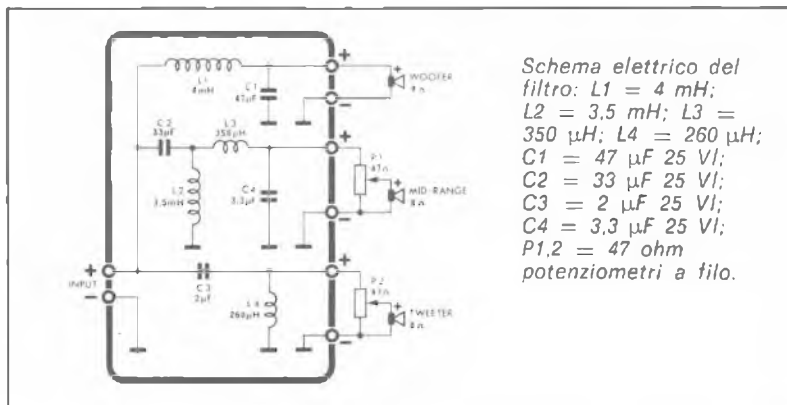 L1
4mH
C1
47µF
+
−
+
WOOFER
C2
33µF
L3
350µH
L2
3,5mH
C4
3,3µF
+
−
P1
47Ω
+
MID-RANGE
8Ω
+
INPUT
−
C3
2µF
L4
260µH
+
−
P2
47Ω
+
TWEETER
8Ω
Schema elettrico del
filtro: L1 = 4 mH;
L2 = 3,5 mH; L3 =
350 µH; L4 = 260 µH;
C1 = 47 µF 25 Vl;
C2 = 33 µF 25 Vl;
C3 = 2 µF 25 Vl;
C4 = 3,3 µF 25 Vl;
P1,2 = 47 ohm
potenziometri a filo.